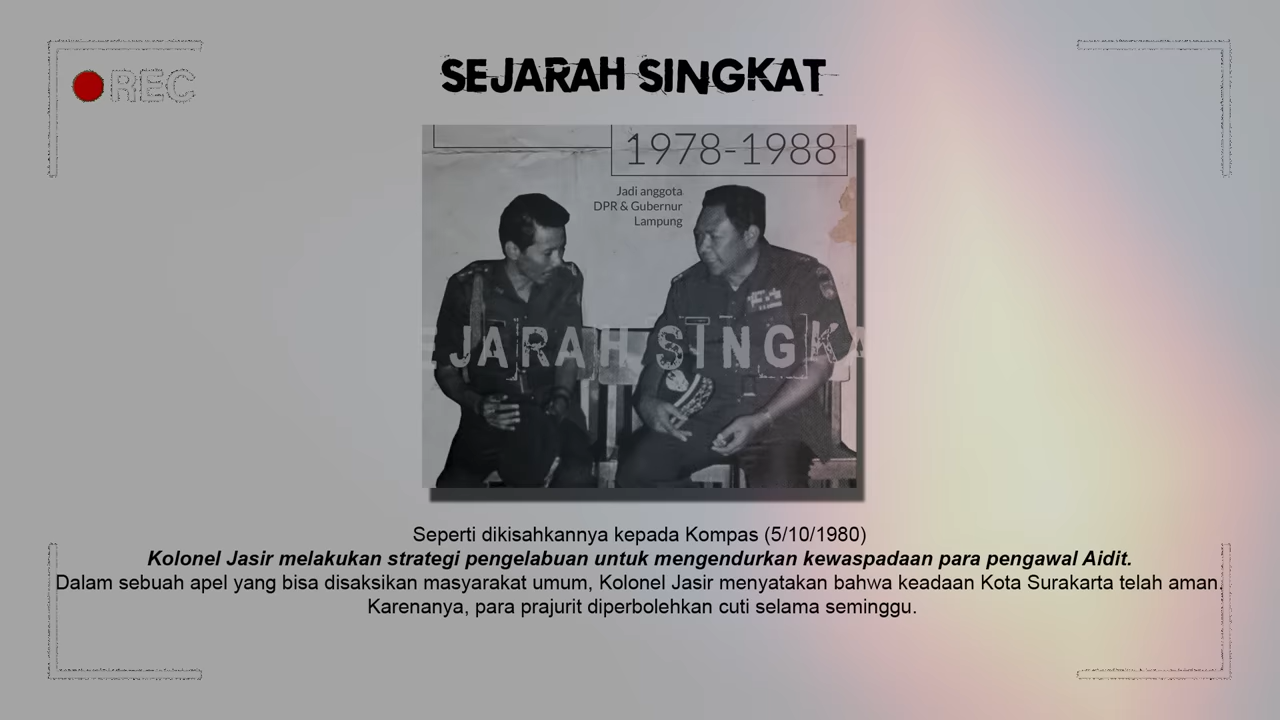 REC
SEJARAH SINGKAT
1978-1988
Jadi anggota
DPR & Gubernur
Lampung
EJARAH SINGKA
Seperti dikisahkannya kepada Kompas (5/10/1980)
Kolonel Jasir melakukan strategi pengelabuan untuk mengendurkan kewaspadaan para pengawal Aidit.
Dalam sebuah apel yang bisa disaksikan masyarakat umum, Kolonel Jasir menyatakan bahwa keadaan Kota Surakarta telah aman.
Karenanya, para prajurit diperbolehkan cuti selama seminggu.